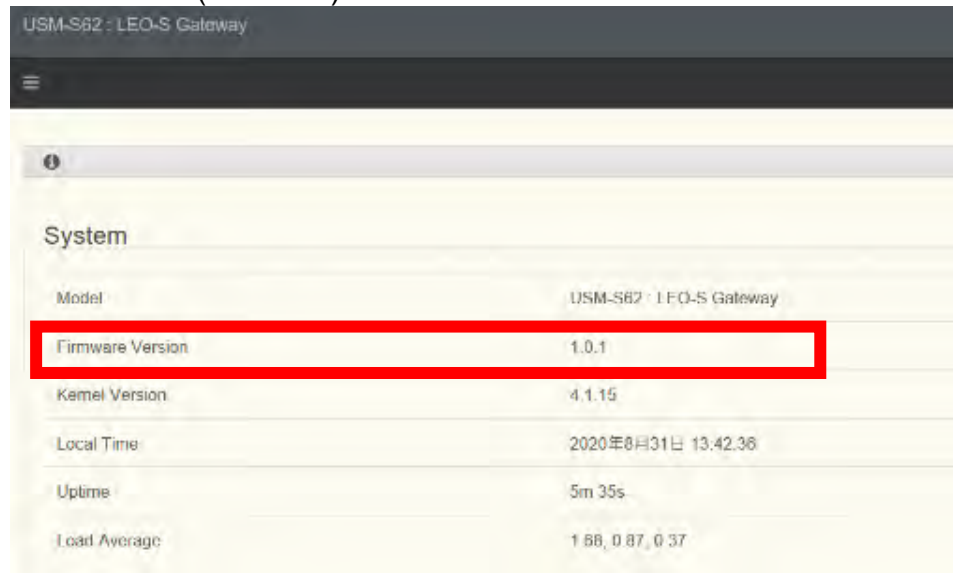 USM-S62 : LEO-S Gateway
System
Model USM-S62 : LEO-S Gateway
Firmware Version 1.0.1
Kernel Version 4.1.15
Local Time 2020年8月31日 13:42:36
Uptime 5m 35s
Load Average 1.68, 0.87, 0.37